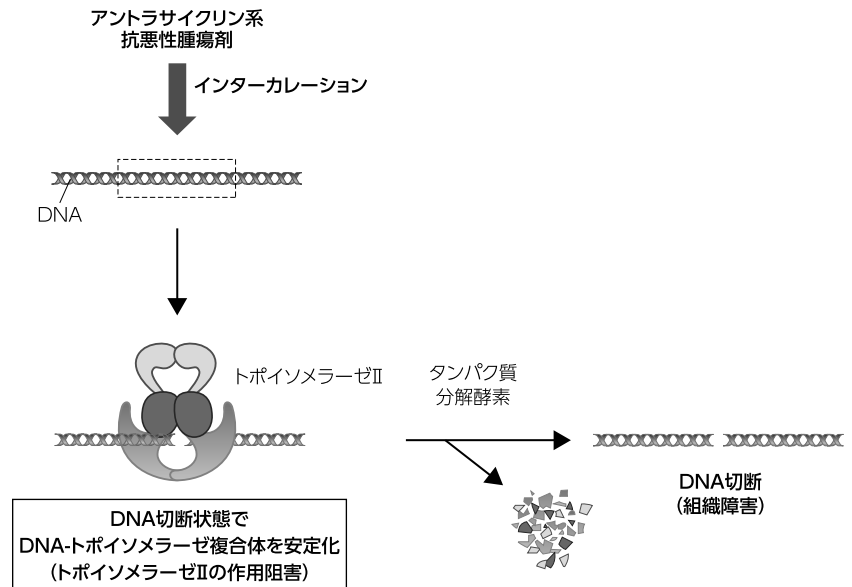 アントラサイクリン系
抗悪性腫瘍剤
インターカレーション
DNA
トポイソメラーゼⅡ
タンパク質
分解酵素
DNA切断
（組織障害）
DNA切断状態で
DNA-トポイソメラーゼ複合体を安定化
（トポイソメラーゼⅡの作用阻害）